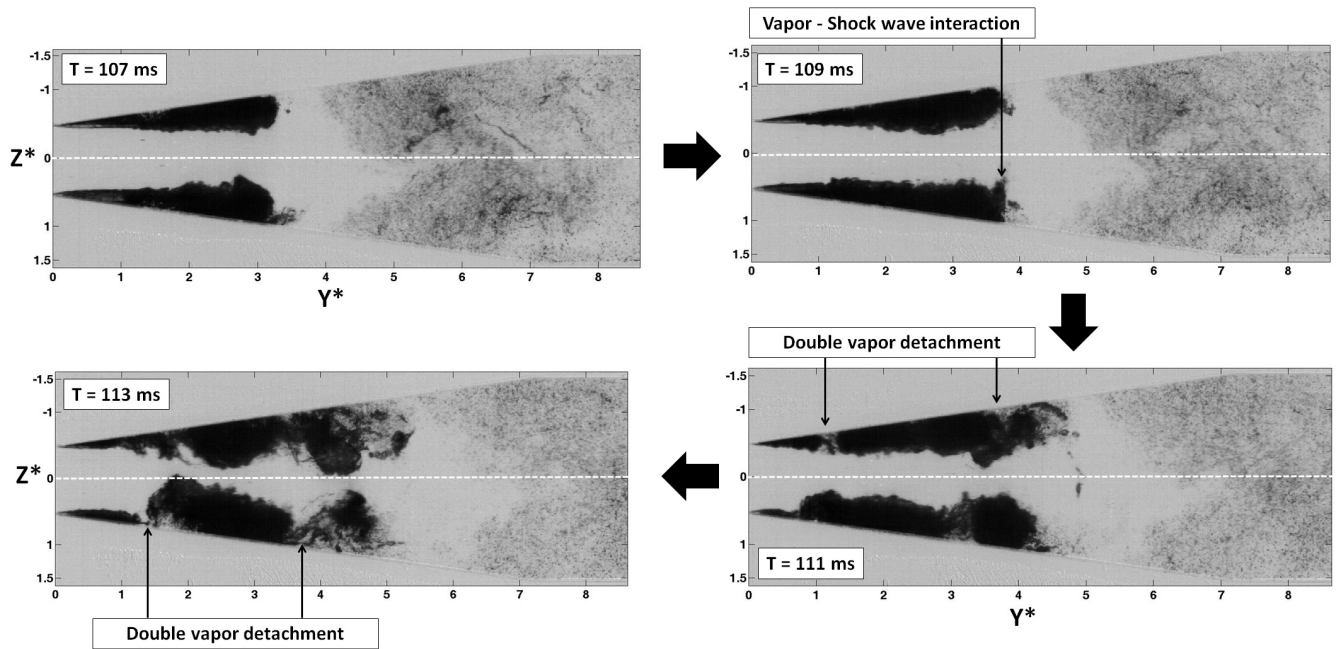 Vapor - Shock wave interaction
T = 107 ms
-1.5
-1
0
1
1.5
Z*
0 1 2 3 4 5 6 7 8
Y*
T = 109 ms
-1.5
-1
0
1
1.5
0 1 2 3 4 5 6 7 8
Double vapor detachment
T = 111 ms
-1.5
-1
0
1
1.5
0 1 2 3 4 5 6 7 8
Y*
T = 113 ms
-1.5
-1
0
1
1.5
Z*
0 1 2 3 4 5 6 7 8
Double vapor detachment